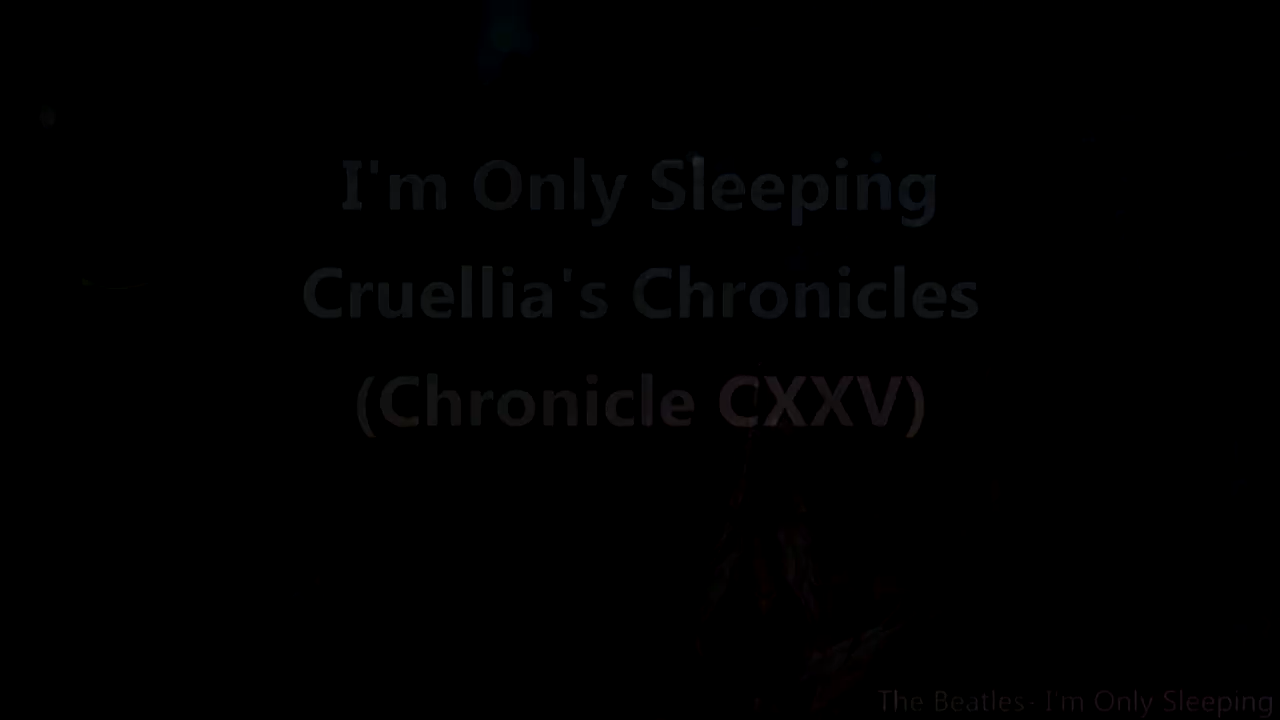 I'm Only Sleeping
Cruellia's Chronicles
(Chronicle CXXV)
The Beatles- I'm Only Sleeping